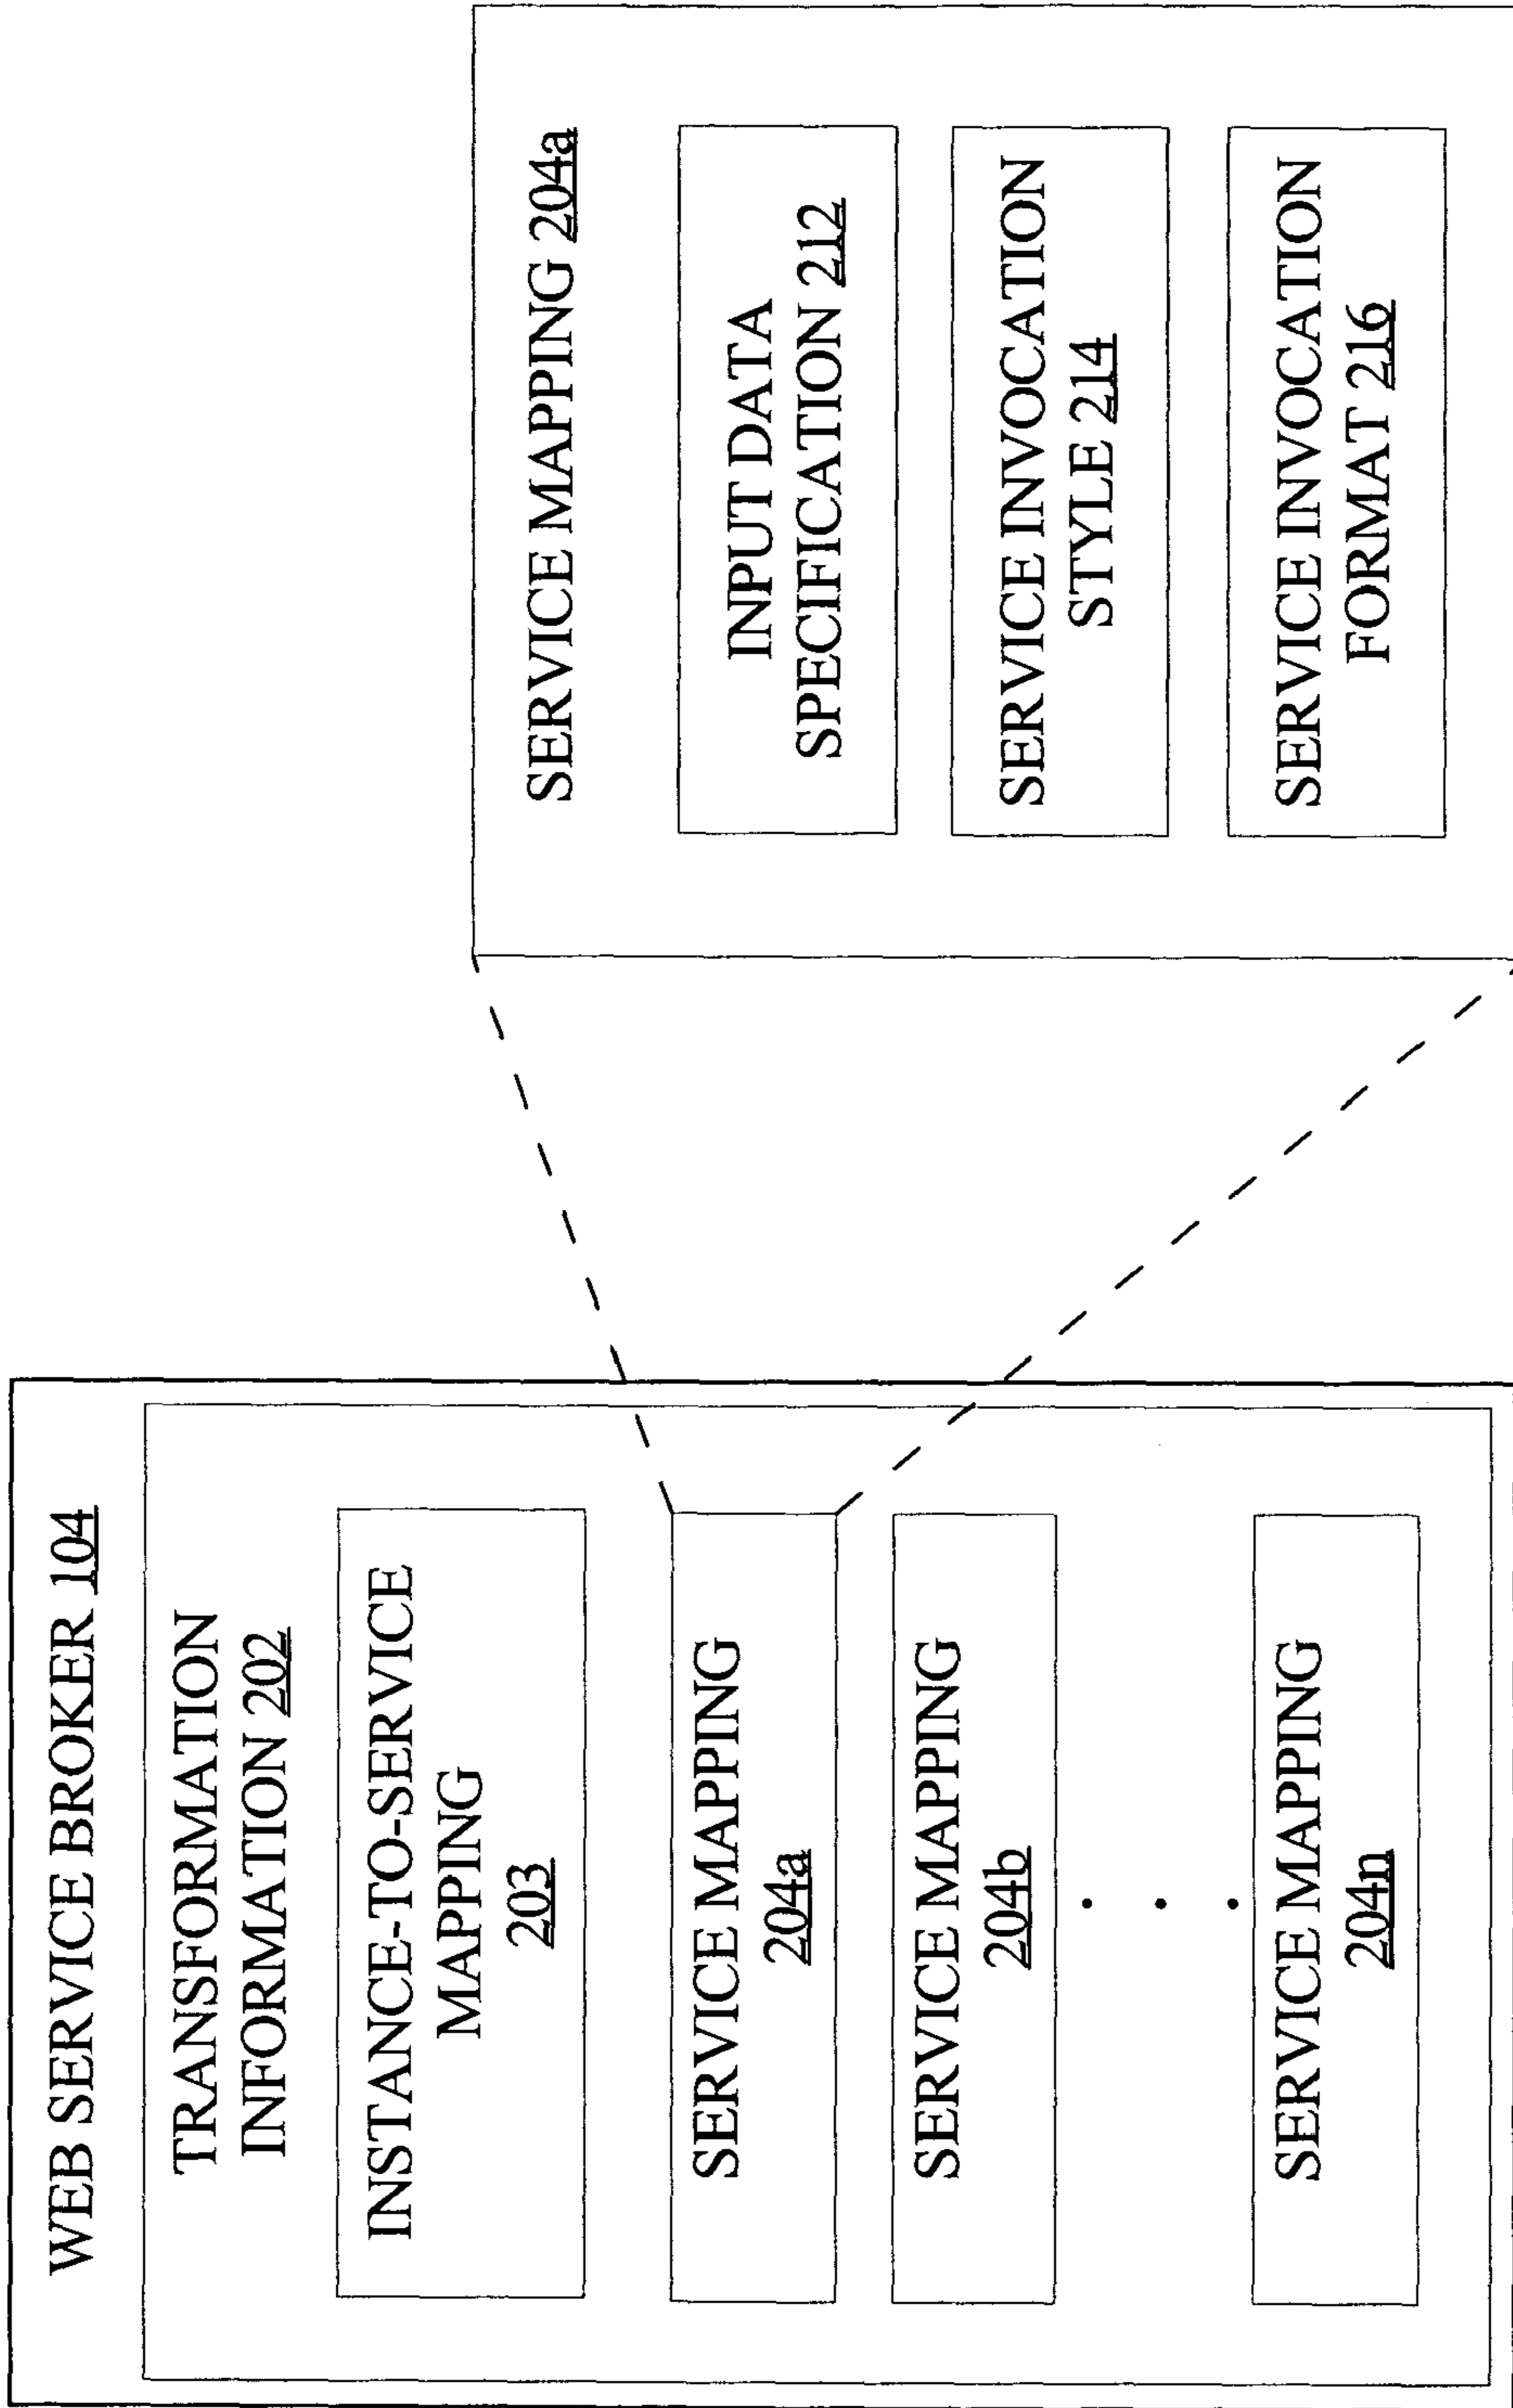 WEB SERVICE BROKER 104
TRANSFORMATION
INFORMATION 202
INSTANCE-TO-SERVICE
MAPPING
203
SERVICE MAPPING
204a
SERVICE MAPPING
204b
SERVICE MAPPING
204n
SERVICE MAPPING 204a
INPUT DATA
SPECIFICATION 212
SERVICE INVOCATION
STYLE 214
SERVICE INVOCATION
FORMAT 216